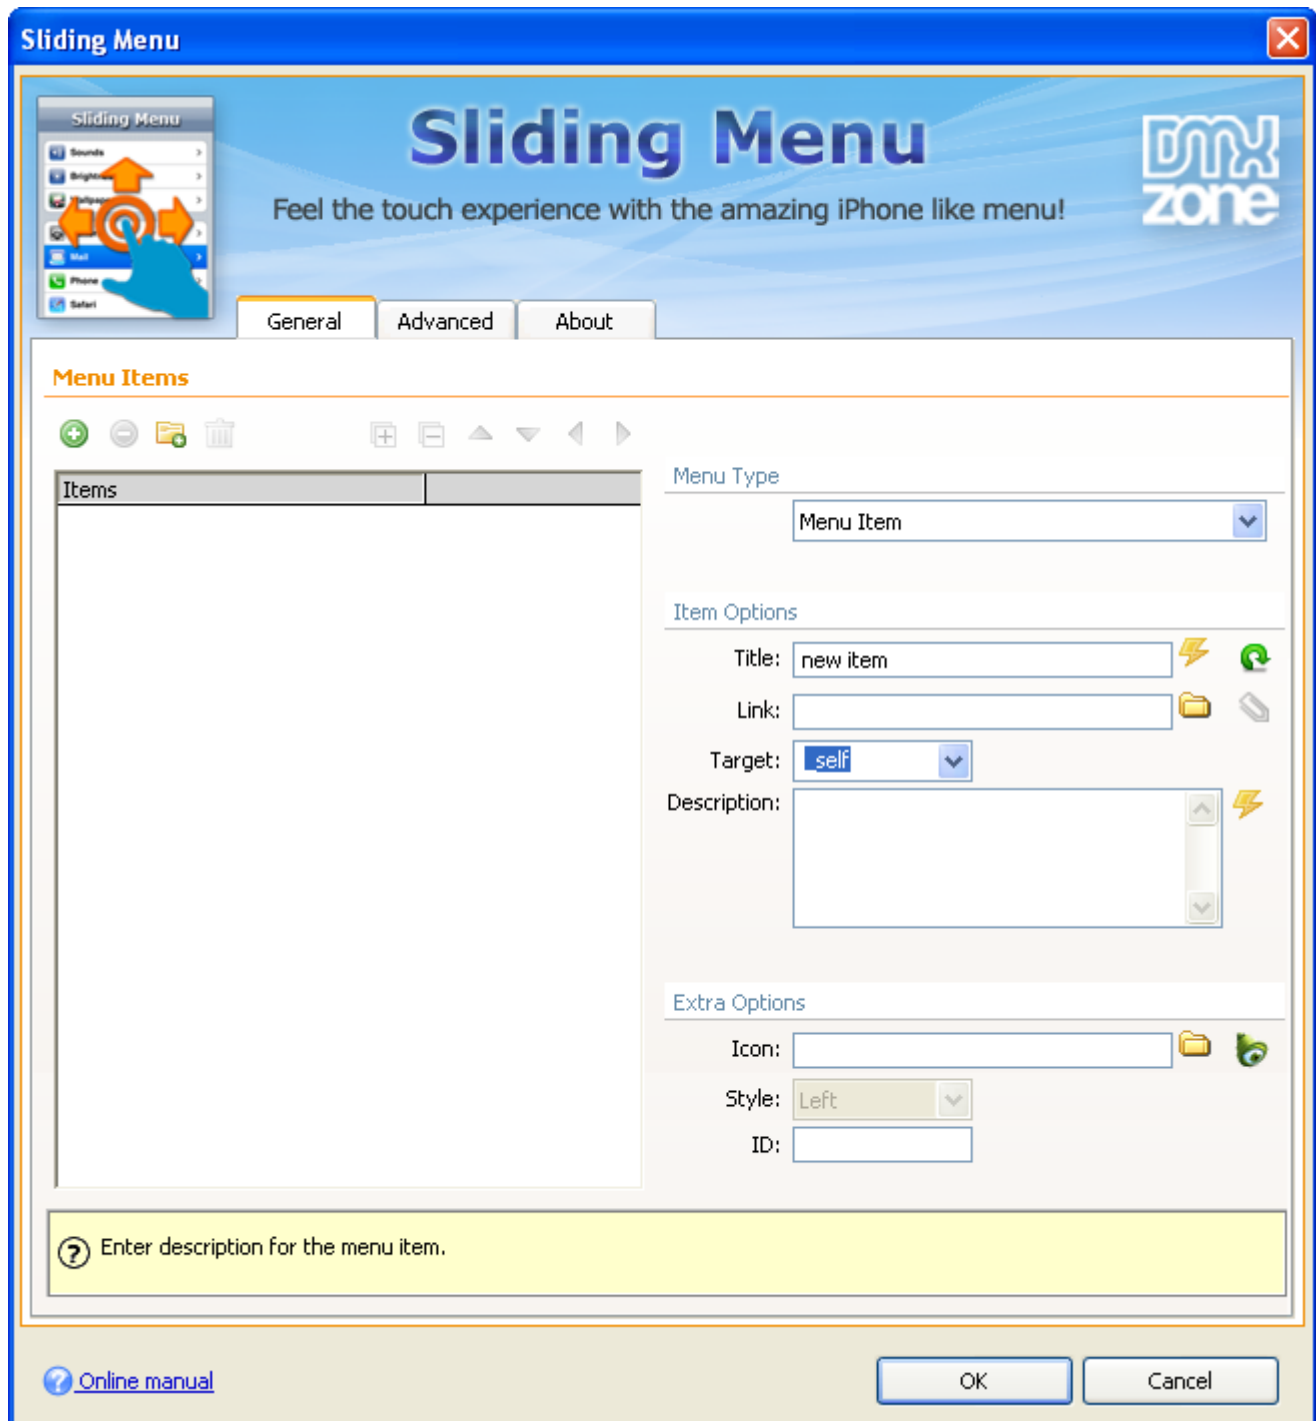 Sliding Menu
Sliding Menu
Sounds
Mail
Phone
Safari
Sliding Menu
Feel the touch experience with the amazing iPhone like menu!
DMX
zone
General
Advanced
About
Menu Items
Items
Menu Type
Menu Item
Item Options
Title:
new item
Link:
Target:
_self
Description:
Extra Options
Icon:
Style:
Left
ID:
Enter description for the menu item.
Online manual
OK
Cancel